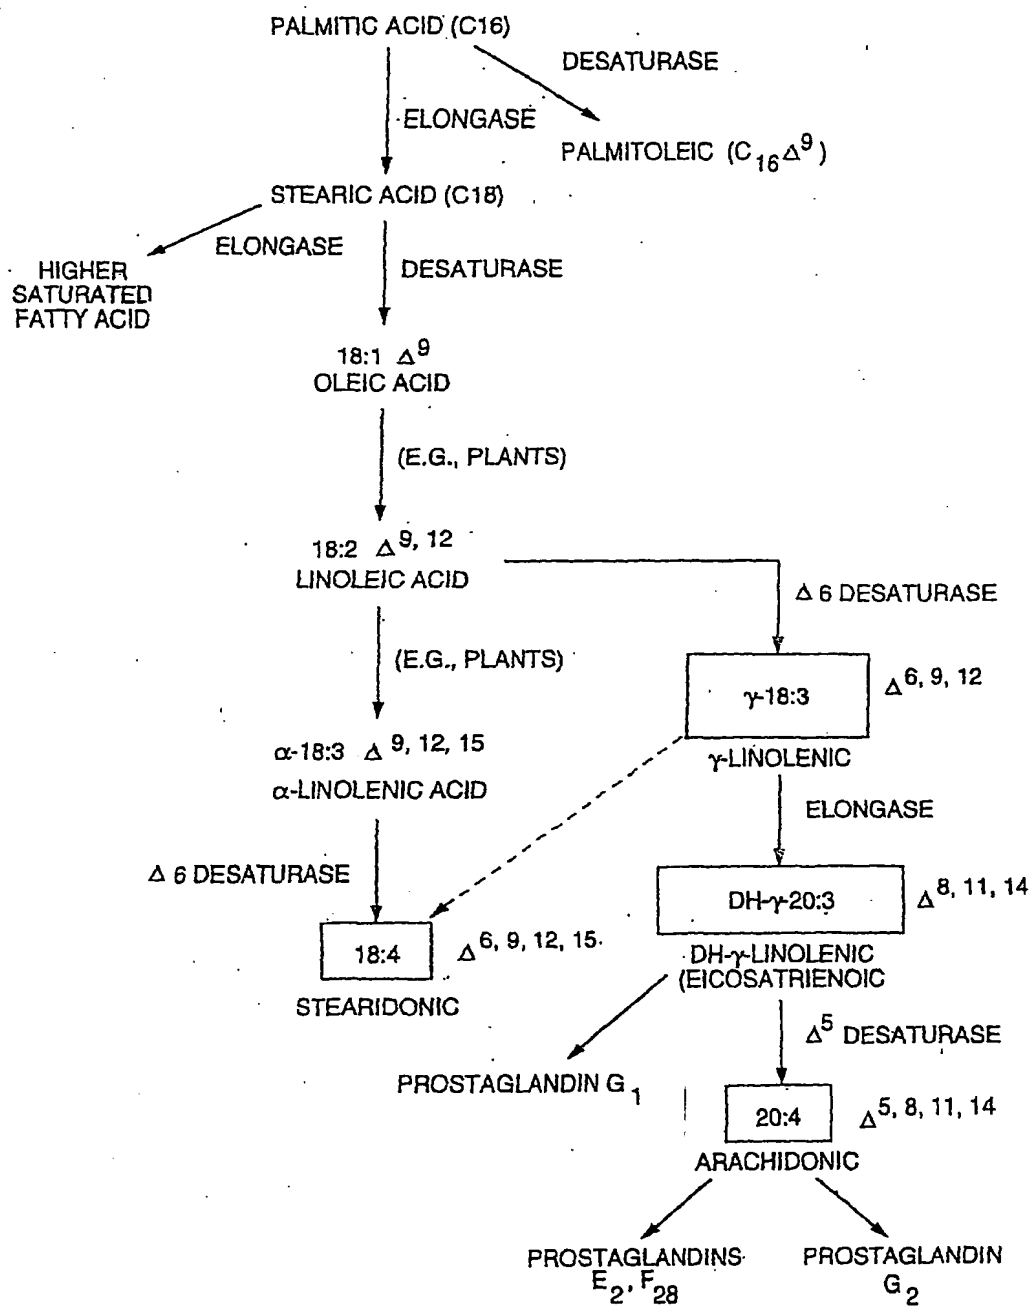 PALMITIC ACID (C16)
DESATURASE
ELONGASE
PALMITOLEIC (C16Δ9)
STEARIC ACID (C18)
ELONGASE
DESATURASE
HIGHER
SATURATED
FATTY ACID
18:1 Δ9
OLEIC ACID
(E.G., PLANTS)
18:2 Δ9, 12
LINOLEIC ACID
Δ6 DESATURASE
(E.G., PLANTS)
γ-18:3
Δ6, 9, 12
α-18:3 Δ9, 12, 15
γ-LINOLENIC
α-LINOLENIC ACID
ELONGASE
Δ6 DESATURASE
DH-γ-20:3
Δ8, 11, 14
18:4
Δ6, 9, 12, 15
DH-γ-LINOLENIC
(EICOSATRIENOIC
STEARIDONIC
Δ5 DESATURASE
PROSTAGLANDIN G1
20:4
Δ5, 8, 11, 14
ARACHIDONIC
PROSTAGLANDINS
E2, F28
PROSTAGLANDIN
G2